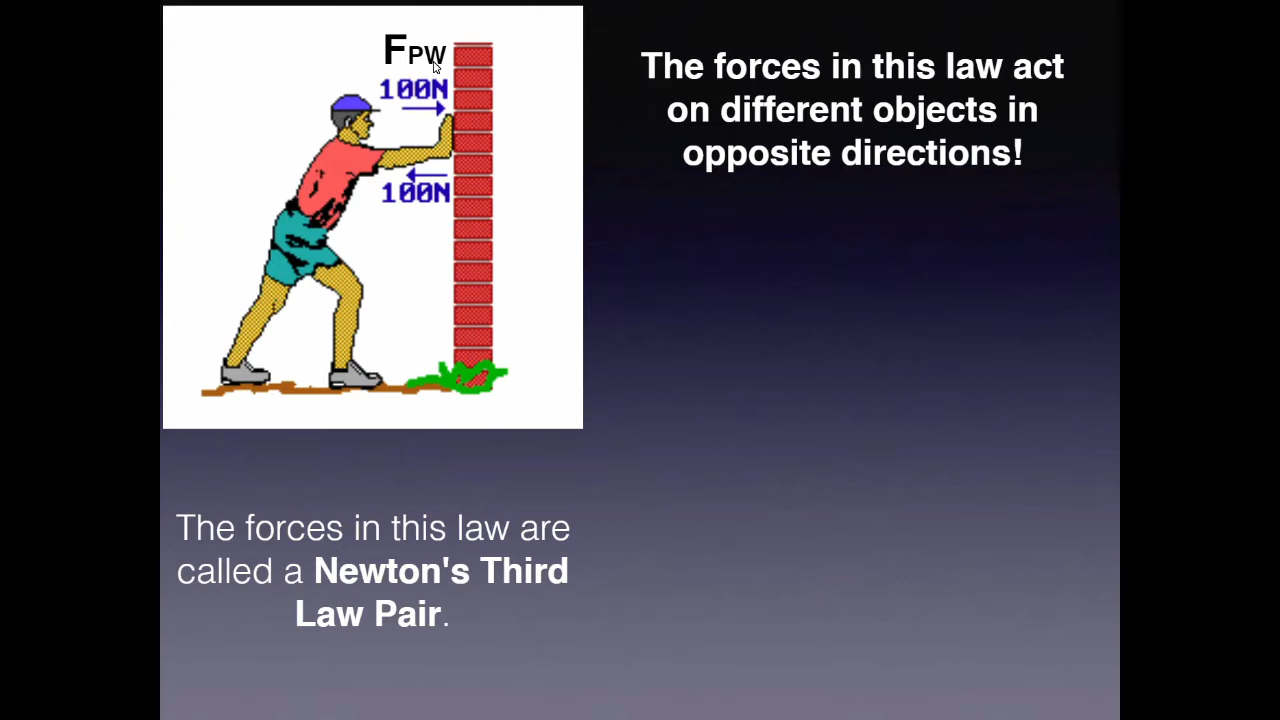 FPW
100N
100N
The forces in this law act
on different objects in
opposite directions!
The forces in this law are
called a Newton's Third
Law Pair.